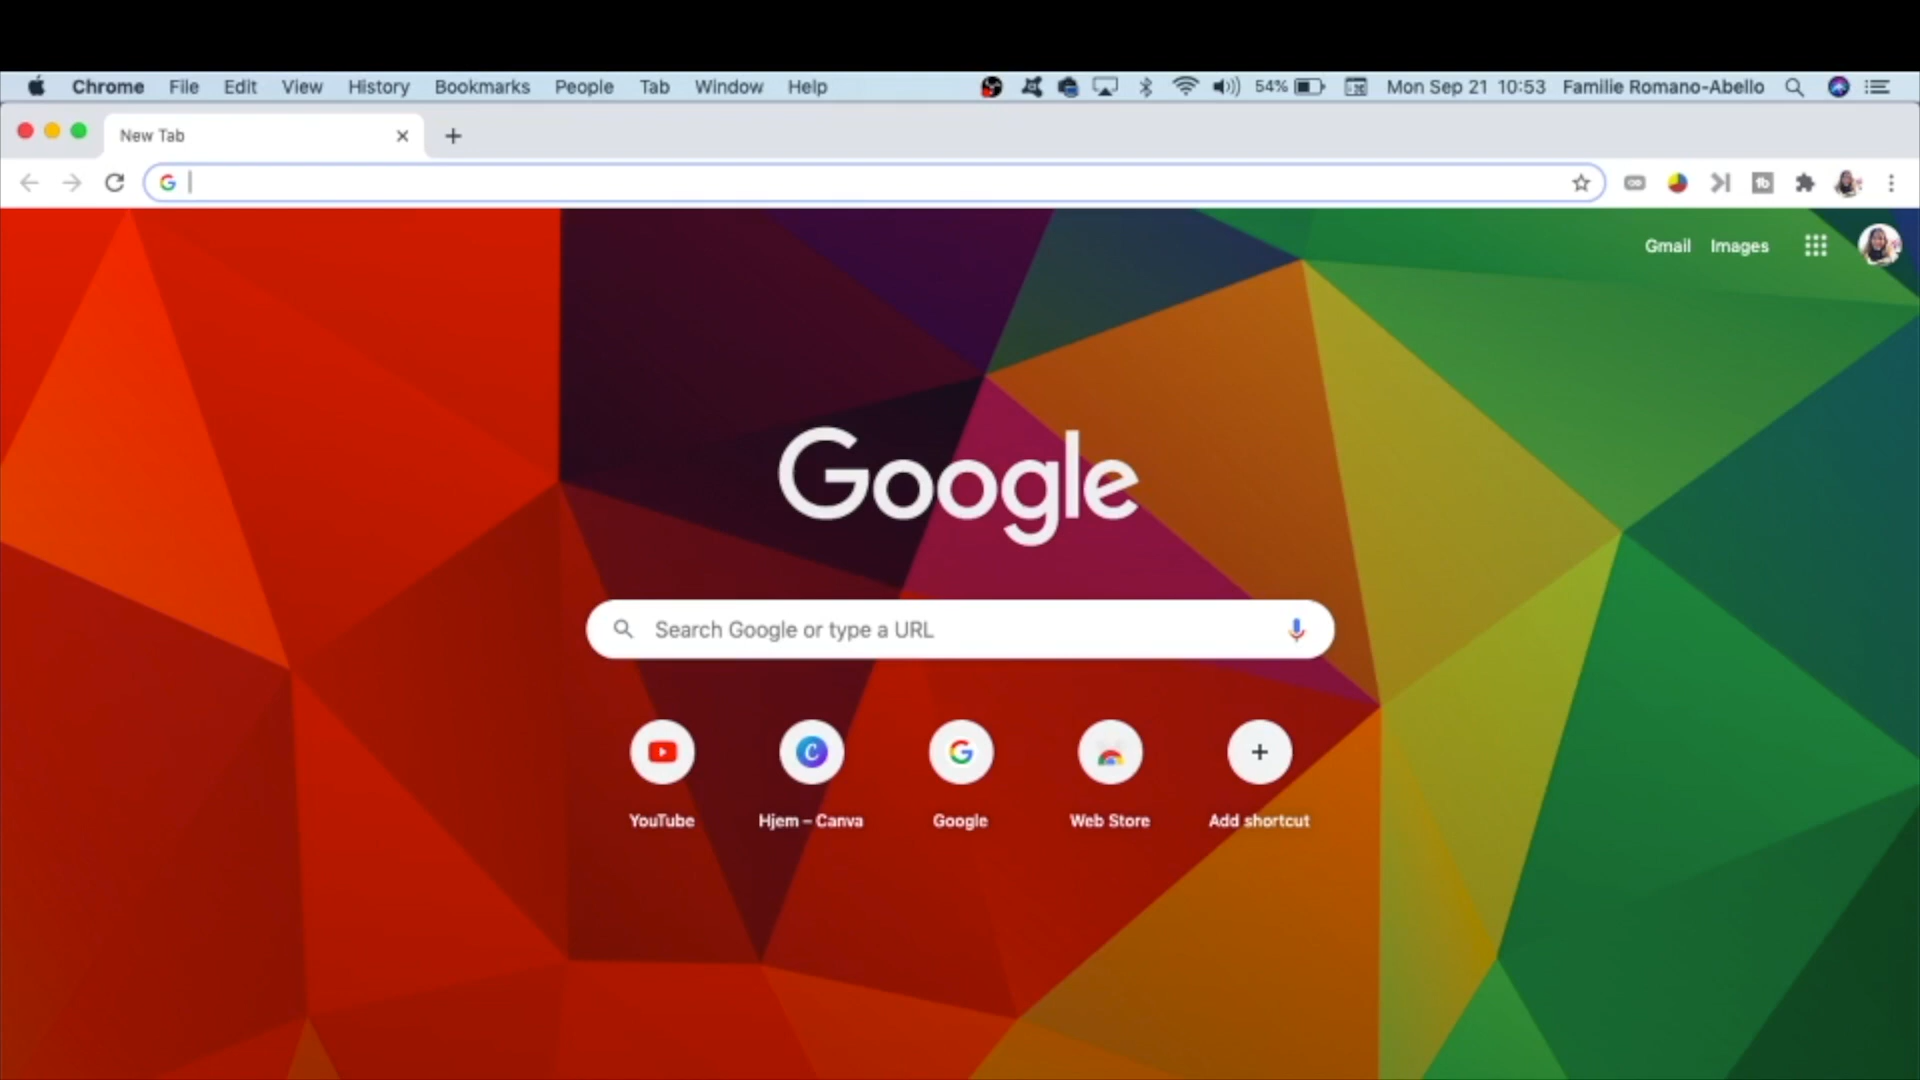 Chrome File Edit View History Bookmarks People Tab Window Help 54% Mon Sep 21 10:53 Familie Romano-Abello
New Tab
Gmail Images
Google
Search Google or type a URL
YouTube Hjem – Canva Google Web Store Add shortcut